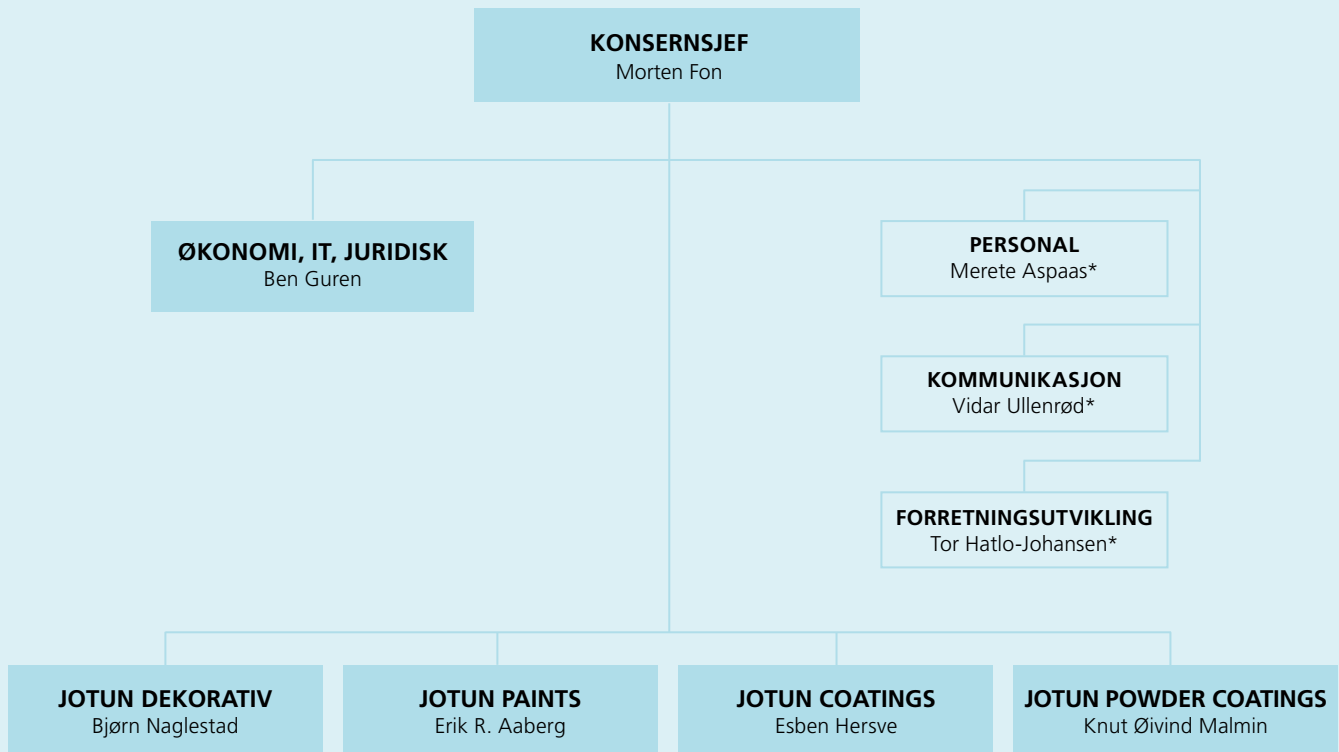 KONSERNSJEF
Morten Fon
ØKONOMI, IT, JURIDISK
Ben Guren
PERSONAL
Merete Aspaas*
KOMMUNIKASJON
Vidar Ullenrød*
FORRETNINGSUTVIKLING
Tor Hatlo-Johansen*
JOTUN DEKORATIV
Bjørn Naglestad
JOTUN PAINTS
Erik R. Aaberg
JOTUN COATINGS
Esben Hersve
JOTUN POWDER COATINGS
Knut Øivind Malmin